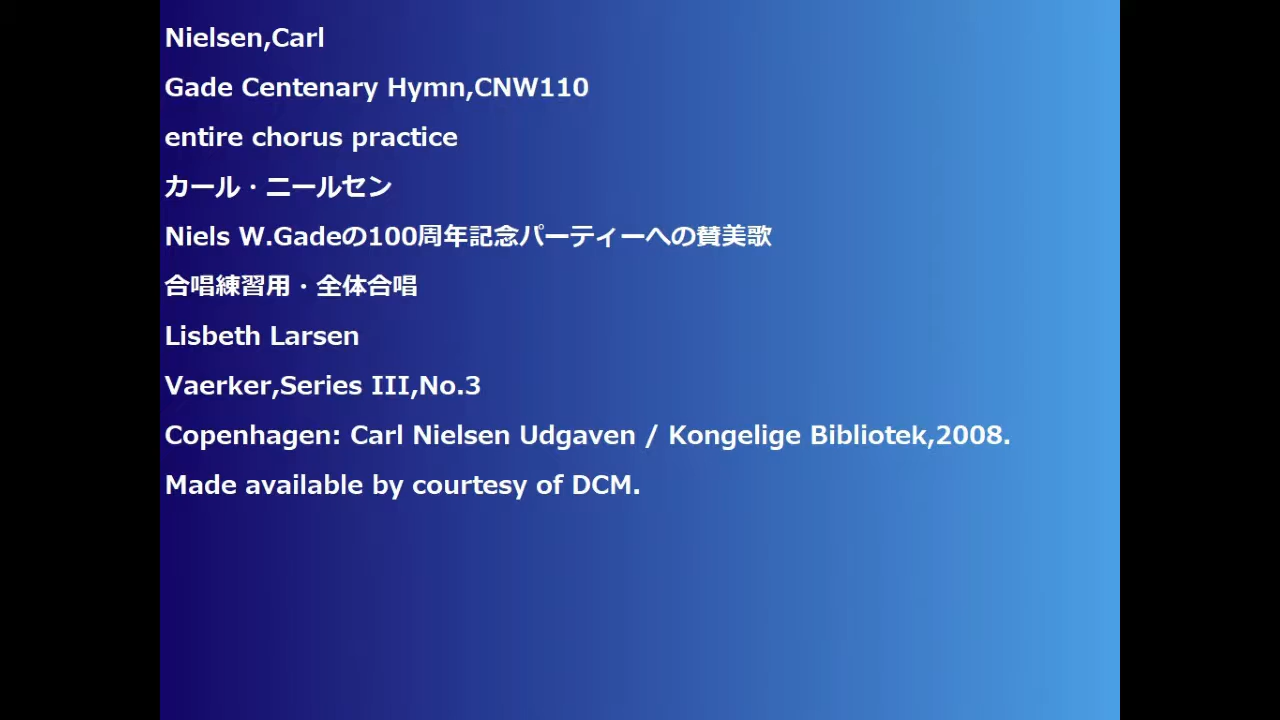 Nielsen,Carl
Gade Centenary Hymn,CNW110
entire chorus practice
カール・ニールセン
Niels W.Gadeの100周年記念パーティーへの賛美歌
合唱練習用・全体合唱
Lisbeth Larsen
Vaerker,Series III,No.3
Copenhagen: Carl Nielsen Udgaven / Kongelige Bibliotek,2008.
Made available by courtesy of DCM.